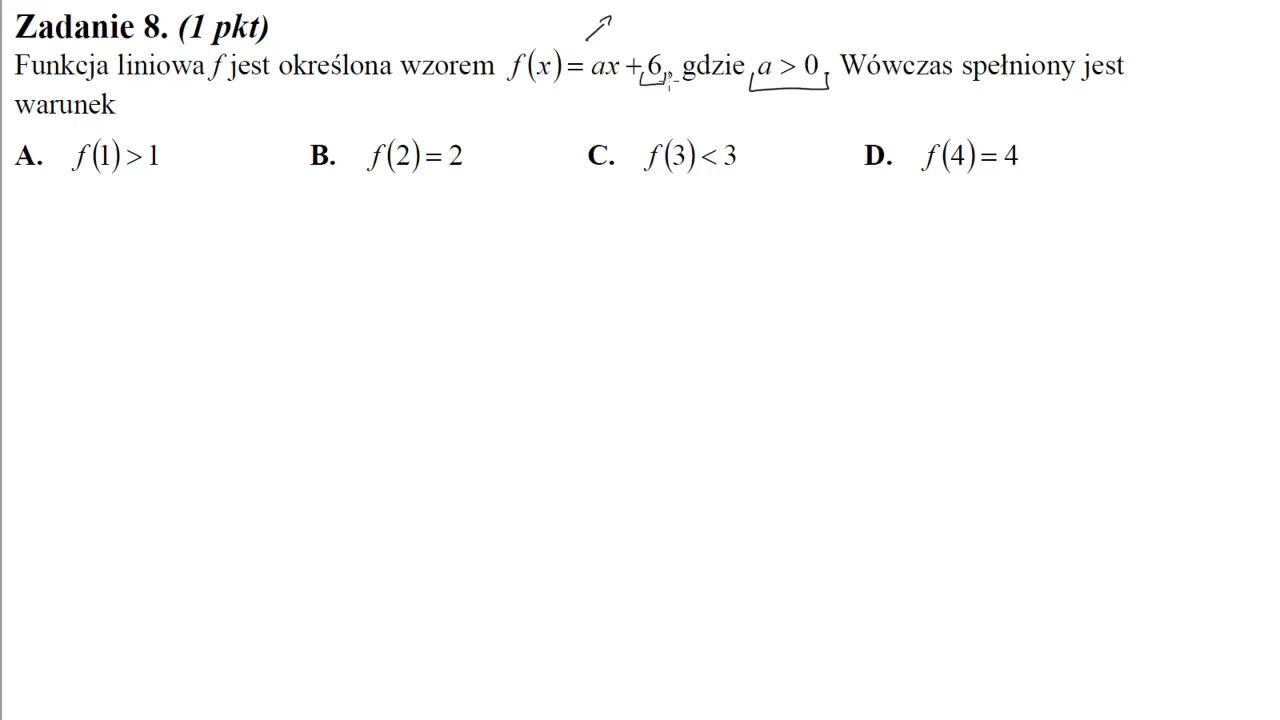 Zadanie 8. (1 pkt)
Funkcja liniowa f jest określona wzorem f(x) = ax + 6, gdzie a > 0. Wówczas spełniony jest
warunek
A. f(1) > 1 B. f(2) = 2 C. f(3) < 3 D. f(4) = 4